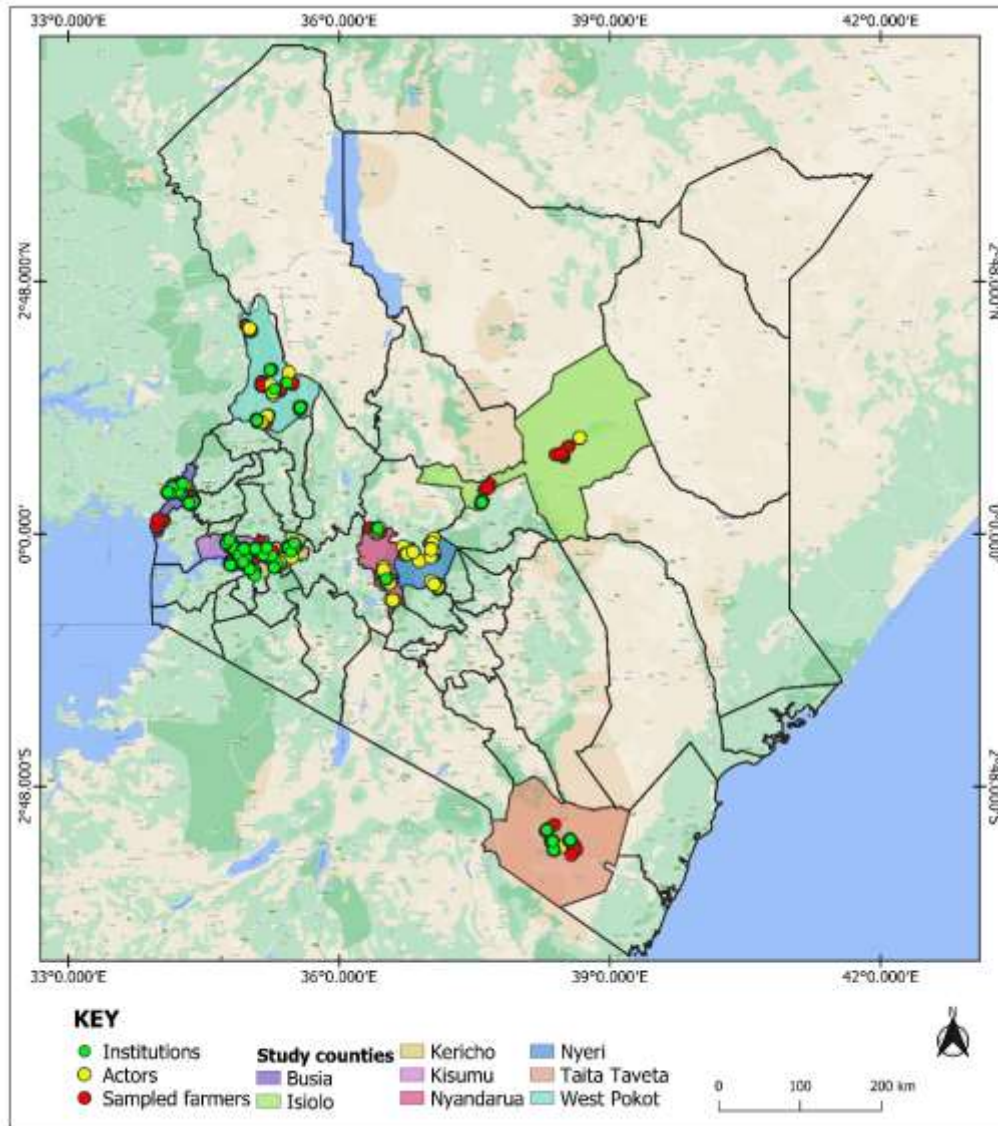 33°0.000'E 36°0.000'E 39°0.000'E 42°0.000'E
2°48.000'N 2°48.000'N
0°0.000' 0°0.000'
2°48.000'S 2°48.000'S
33°0.000'E 36°0.000'E 39°0.000'E 42°0.000'E
KEY
N
Institutions
Actors
Sampled farmers
Study counties
Busia
Isiolo
Kericho
Kisumu
Nyandarua
Nyeri
Taita Taveta
West Pokot
0 100 200 km